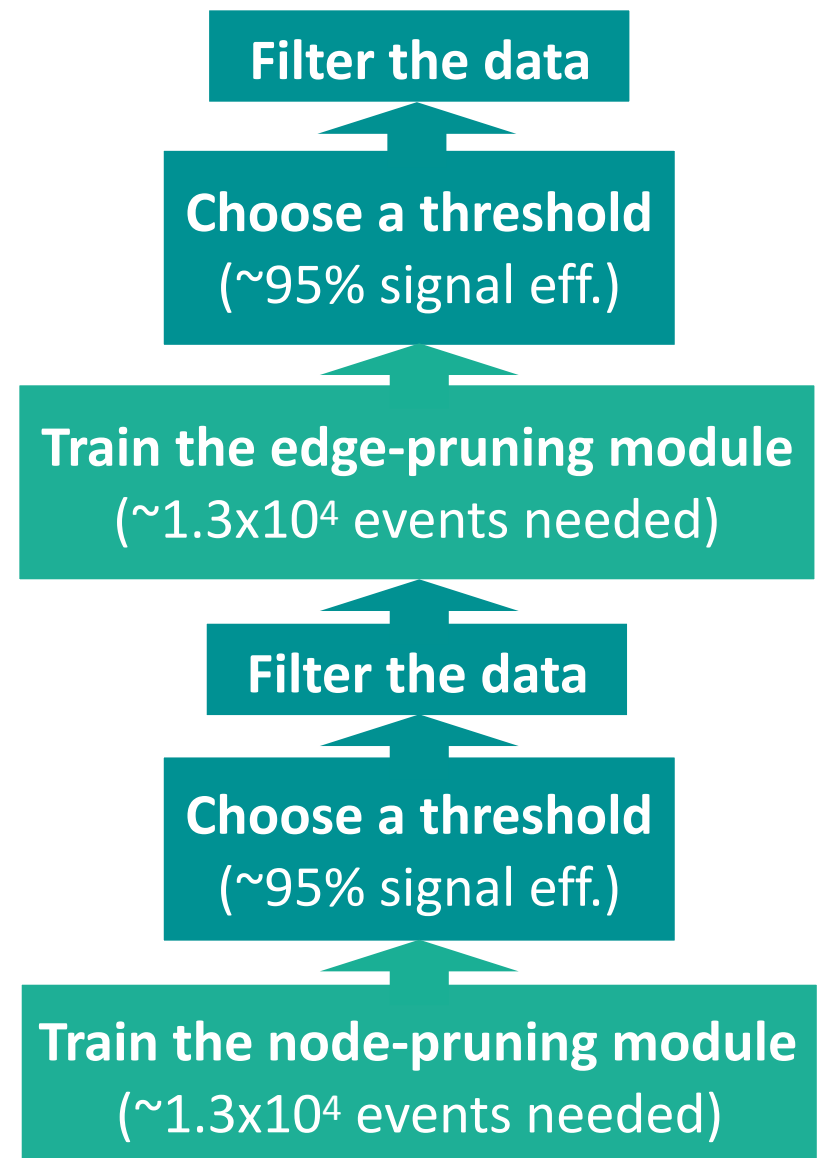 Filter the data
Choose a threshold
(~95% signal eff.)
Train the edge-pruning module
(~1.3x10⁴ events needed)
Filter the data
Choose a threshold
(~95% signal eff.)
Train the node-pruning module
(~1.3x10⁴ events needed)